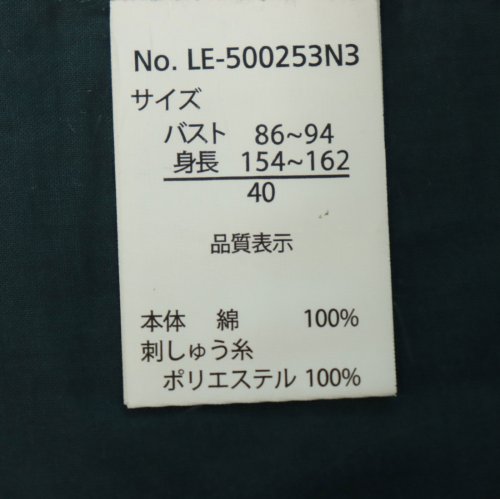 No. LE-500253N3
サイズ
バスト 86~94
身長 154~162
40
品質表示
本体 綿 100%
刺しゅう糸
ポリエステル 100%